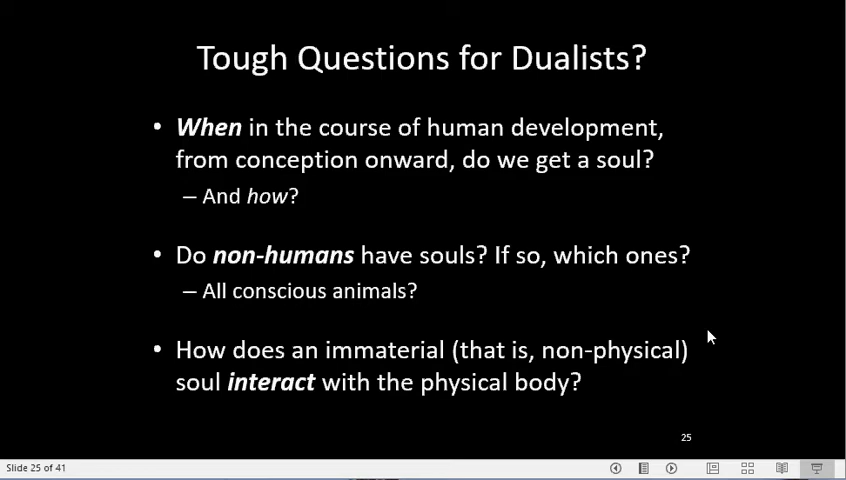 Tough Questions for Dualists?
• When in the course of human development,
from conception onward, do we get a soul?
– And how?
• Do non-humans have souls? If so, which ones?
– All conscious animals?
• How does an immaterial (that is, non-physical)
soul interact with the physical body?
25
Slide 25 of 41